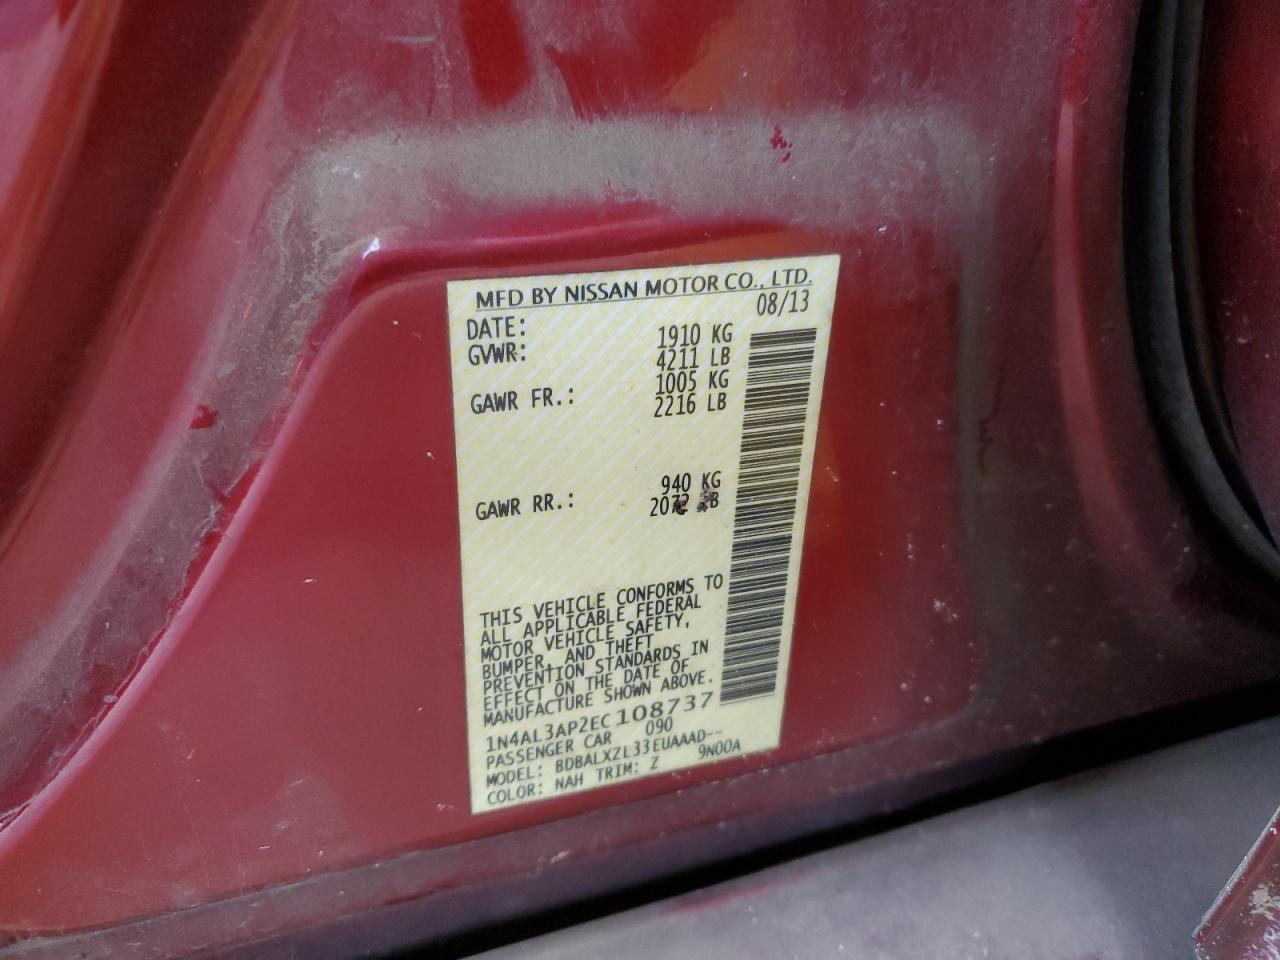 MFD BY NISSAN MOTOR CO., LTD.
DATE: 08/13
GVWR: 1910 KG
4211 LB
GAWR FR.: 1005 KG
2216 LB
GAWR RR.: 940 KG
2072 LB
THIS VEHICLE CONFORMS TO
ALL APPLICABLE FEDERAL
MOTOR VEHICLE SAFETY,
BUMPER, AND THEFT
PREVENTION STANDARDS IN
EFFECT ON THE DATE OF
MANUFACTURE SHOWN ABOVE.
1N4AL3AP2EC108737
PASSENGER CAR 090
MODEL: BDBALXZL33EUAAAD--
COLOR: NAH TRIM: Z 9N00A